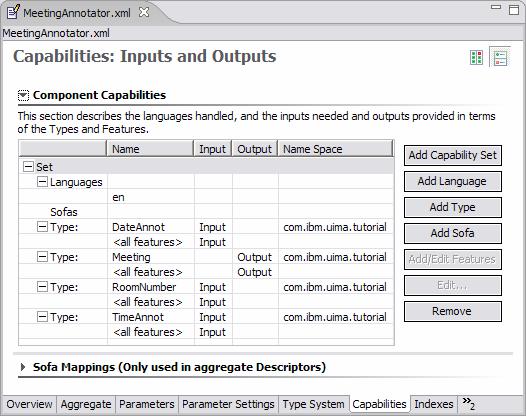 MeetingAnnotator.xml
MeetingAnnotator.xml
Capabilities: Inputs and Outputs
Component Capabilities
This section describes the languages handled, and the inputs needed and outputs provided in terms
of the Types and Features.
Name Input Output Name Space
Set
Languages
en
Sofas
Type: DateAnnot Input com.ibm.uima.tutorial
<all features> Input
Type: Meeting Output com.ibm.uima.tutorial
<all features> Output
Type: RoomNumber Input com.ibm.uima.tutorial
<all features> Input
Type: TimeAnnot Input com.ibm.uima.tutorial
<all features> Input
Add Capability Set
Add Language
Add Type
Add Sofa
Add/Edit Features
Edit...
Remove
Sofa Mappings (Only used in aggregate Descriptors)
Overview Aggregate Parameters Parameter Settings Type System Capabilities Indexes »2